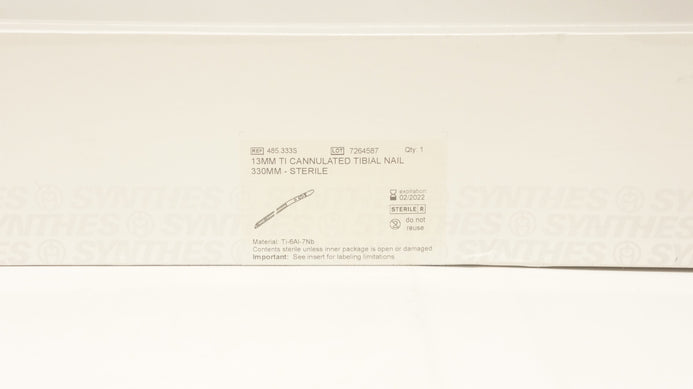 REF 485.333S LOT 7264587 Qty: 1
13MM TI CANNULATED TIBIAL NAIL
330MM - STERILE
expiration:
02/2022
STERILE R
do not
reuse
Material: Ti-6Al-7Nb
Contents sterile unless inner package is open or damaged
Important: See insert for labeling limitations.
SYNTHES SYNTHES SYNTHES